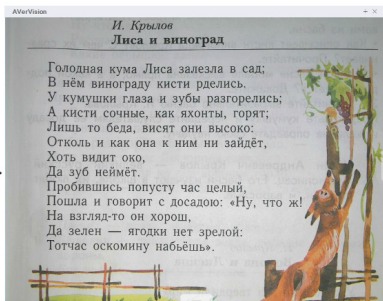 AVerVision
И. Крылов
Лиса и виноград
Голодная кума Лиса залезла в сад;
В нём винограду кисти рделись.
У кумушки глаза и зубы разгорелись;
А кисти сочные, как яхонты, горят;
Лишь то беда, висят они высоко:
Отколь и как она к ним ни зайдёт,
Хоть видит око,
Да зуб неймёт.
Пробившись попусту час целый,
Пошла и говорит с досадою: «Ну, что ж!
На взгляд-то он хорош,
Да зелен — ягодки нет зрелой:
Тотчас оскомину набьёшь».